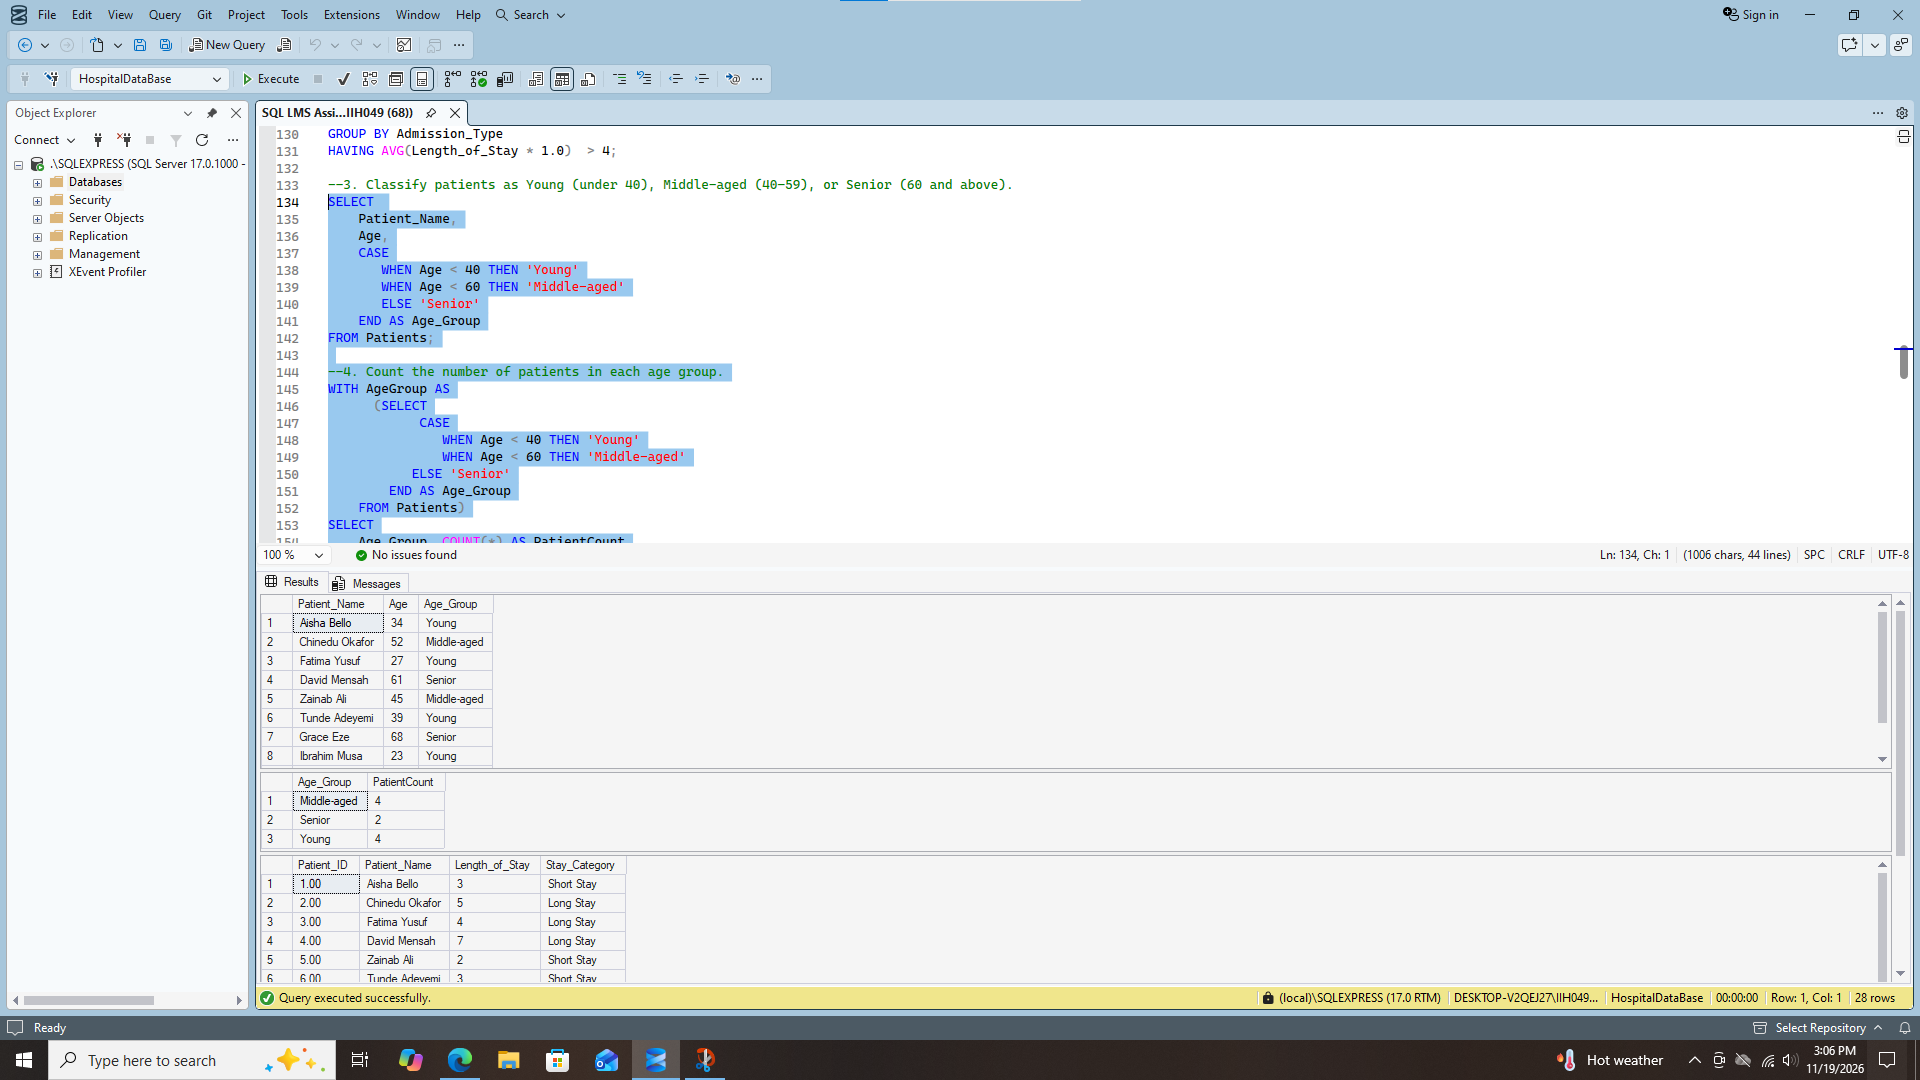 File Edit View Query Git Project Tools Extensions Window Help Search Sign in
New Query
HospitalDataBase Execute
Object Explorer
Connect
.\SQLEXPRESS (SQL Server 17.0.1000 -
Databases
Security
Server Objects
Replication
Management
XEvent Profiler
SQL LMS Assi...IIH049 (68))
130 GROUP BY Admission_Type
131 HAVING AVG(Length_of_Stay * 1.0)  > 4;
132
133 --3. Classify patients as Young (under 40), Middle-aged (40-59), or Senior (60 and above).
134 SELECT
135 Patient_Name,
136 Age,
137 CASE
138 WHEN Age < 40 THEN 'Young'
139 WHEN Age < 60 THEN 'Middle-aged'
140 ELSE 'Senior'
141 END AS Age_Group
142 FROM Patients;
143
144 --4. Count the number of patients in each age group.
145 WITH AgeGroup AS
146 (SELECT
147 CASE
148 WHEN Age < 40 THEN 'Young'
149 WHEN Age < 60 THEN 'Middle-aged'
150 ELSE 'Senior'
151 END AS Age_Group
152 FROM Patients)
153 SELECT
154 Age_Group, COUNT(*) AS PatientCount
100 % No issues found Ln: 134, Ch: 1 (1006 chars, 44 lines) SPC CRLF UTF-8
Results Messages
Patient_Name Age Age_Group
1 Aisha Bello 34 Young
2 Chinedu Okafor 52 Middle-aged
3 Fatima Yusuf 27 Young
4 David Mensah 61 Senior
5 Zainab Ali 45 Middle-aged
6 Tunde Adeyemi 39 Young
7 Grace Eze 68 Senior
8 Ibrahim Musa 23 Young
Age_Group PatientCount
1 Middle-aged 4
2 Senior 2
3 Young 4
Patient_ID Patient_Name Length_of_Stay Stay_Category
1 1.00 Aisha Bello 3 Short Stay
2 2.00 Chinedu Okafor 5 Long Stay
3 3.00 Fatima Yusuf 4 Long Stay
4 4.00 David Mensah 7 Long Stay
5 5.00 Zainab Ali 2 Short Stay
6 6.00 Tunde Adeyemi 3 Short Stay
Query executed successfully. (local)\SQLEXPRESS (17.0 RTM) DESKTOP-V2QEJ27\IIH049... HospitalDataBase 00:00:00 Row: 1, Col: 1 28 rows
Ready Select Repository
Type here to search Hot weather 3:06 PM
11/19/2026